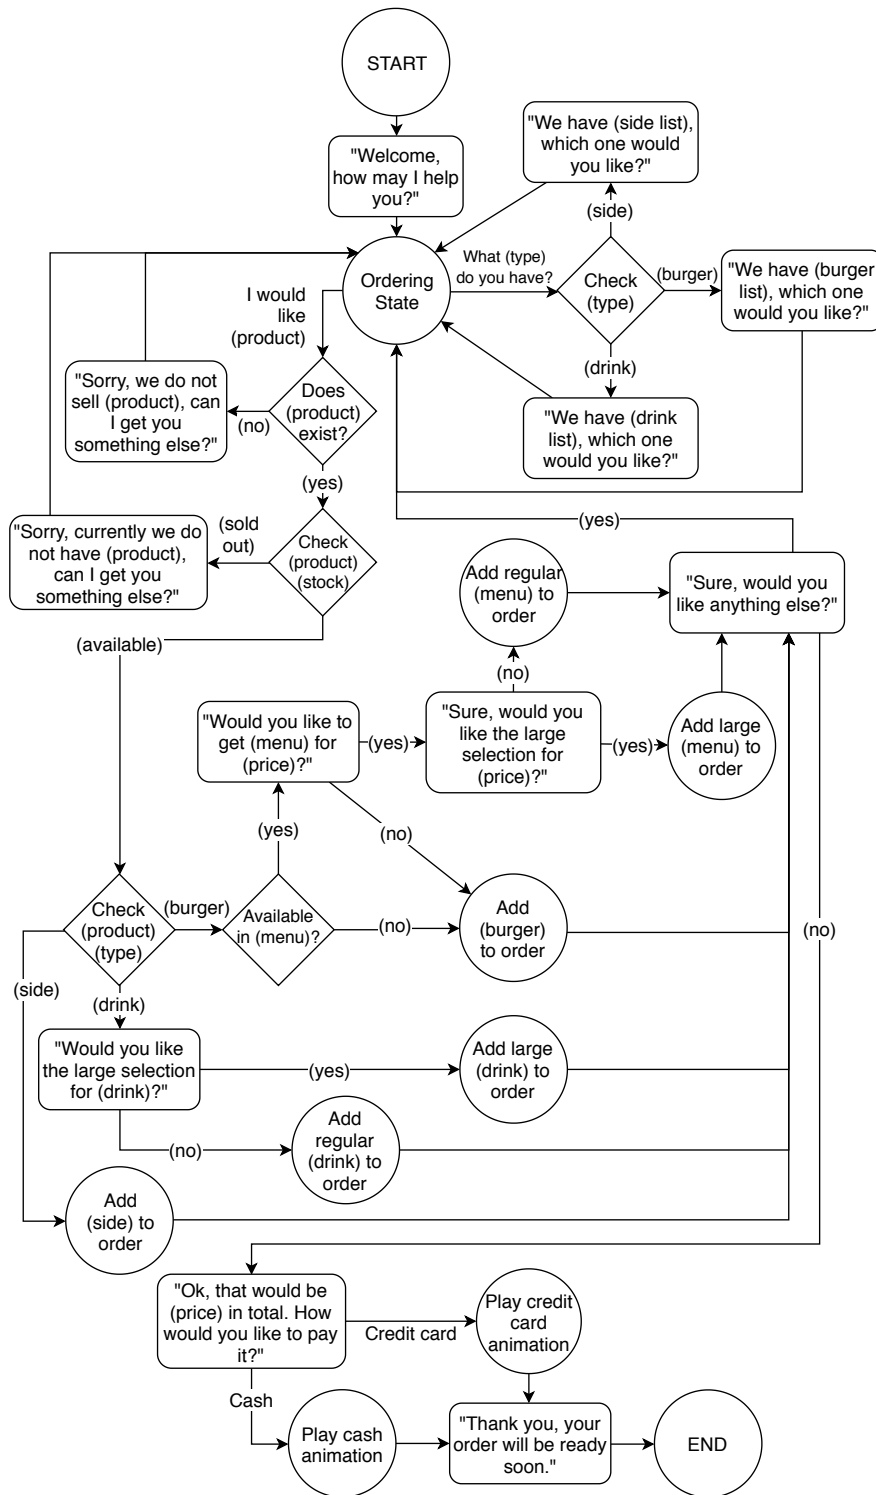 START
"Welcome,
how may I help
you?"
"We have (side list),
which one would
you like?"
(side)
Ordering
State
What (type)
do you have?
Check
(type)
(burger)
"We have (burger
list), which one
would you like?"
(drink)
"We have (drink
list), which one
would you like?"
I would
like
(product)
Does
(product)
exist?
(no)
"Sorry, we do not
sell (product), can
I get you
something else?"
(yes)
Check
(product)
(stock)
(sold
out)
"Sorry, currently we do
not have (product),
can I get you
something else?"
(available)
(yes)
"Sure, would you
like anything else?"
Add regular
(menu) to
order
(no)
"Would you like to
get (menu) for
(price)?"
(yes)
"Sure, would you
like the large
selection for
(price)?"
(yes)
Add large
(menu) to
order
(yes)
(no)
Check
(product)
(type)
(burger)
Available
in (menu)?
(no)
Add
(burger)
to order
(no)
(side)
(drink)
"Would you like
the large selection
for (drink)?"
(yes)
Add large
(drink) to
order
(no)
Add
regular
(drink) to
order
Add
(side) to
order
"Ok, that would be
(price) in total. How
would you like to pay
it?"
Credit card
Play credit
card
animation
Cash
Play cash
animation
"Thank you, your
order will be ready
soon."
END